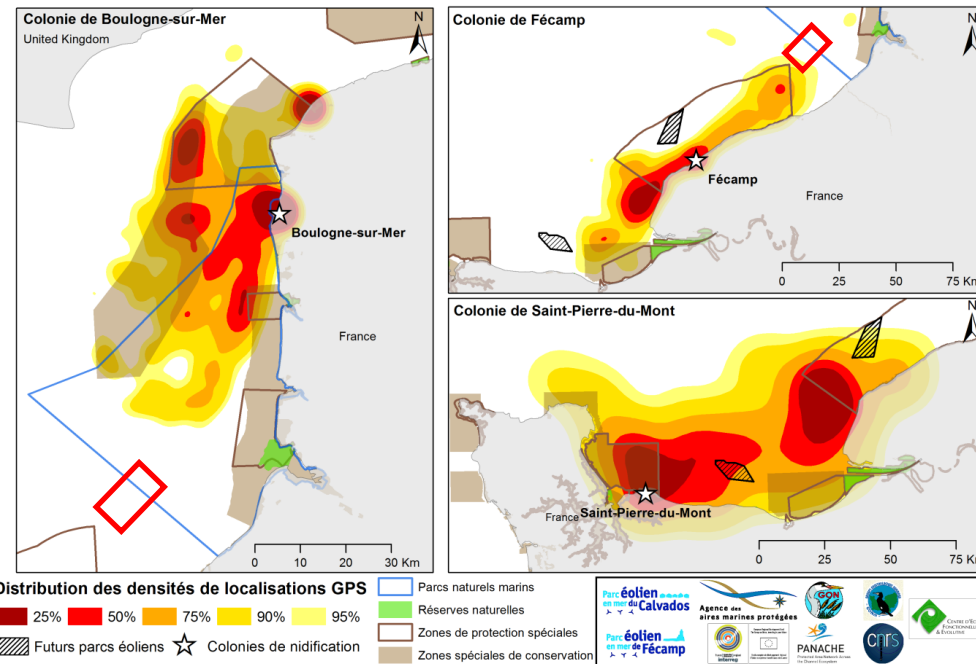 Colonie de Boulogne-sur-Mer
United Kingdom
N
Boulogne-sur-Mer
France
0 10 20 30 Km
Colonie de Fécamp
N
Fécamp
France
0 25 50 75 Km
Colonie de Saint-Pierre-du-Mont
N
France
Saint-Pierre-du-Mont
0 25 50 75 Km
Distribution des densités de localisations GPS
25% 50% 75% 90% 95%
Futurs parcs éoliens
Colonies de nidification
Parcs naturels marins
Réserves naturelles
Zones de protection spéciales
Zones spéciales de conservation
Parc éolien
en mer du Calvados
Agence des
aires marines protégées
GON
Parc éolien
en mer de
Fécamp
interreg
PANACHE
cnrs